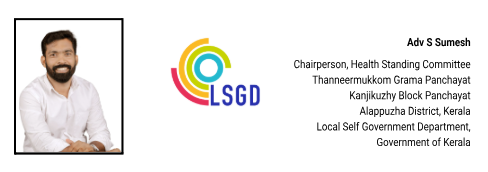 LSGD
Adv S Sumesh
Chairperson, Health Standing Committee
Thanneermukkom Grama Panchayat
Kanjikuzhy Block Panchayat
Alappuzha District, Kerala
Local Self Government Department,
Government of Kerala